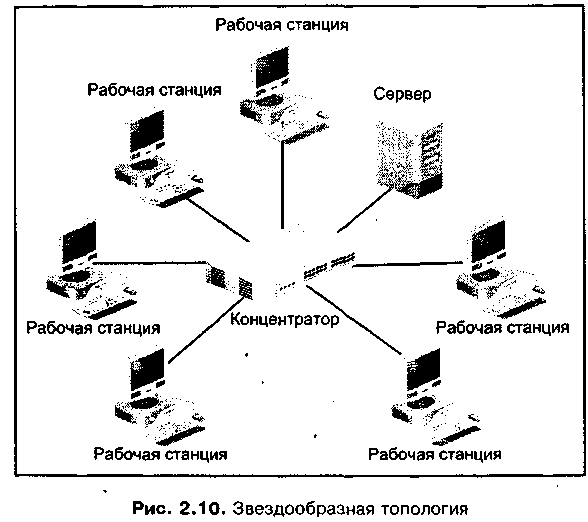 Рабочая станция
Рабочая станция
Сервер
Рабочая станция
Концентратор
Рабочая станция
Рабочая станция
Рабочая станция
Рис. 2.10. Звездообразная топология